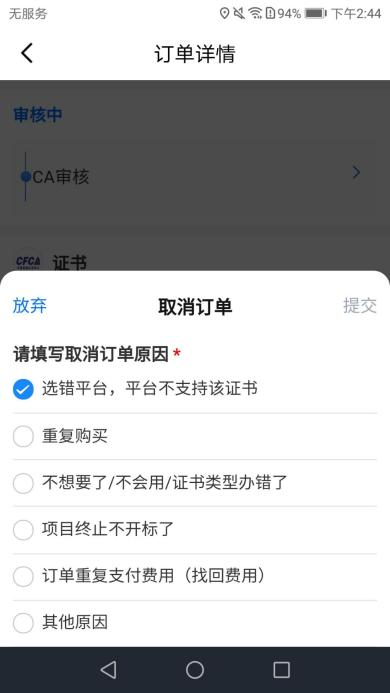 无服务 94% 下午2:44
订单详情
审核中
CA审核
CFCA 证书
放弃 取消订单 提交
请填写取消订单原因 *
选错平台，平台不支持该证书
重复购买
不想要了/不会用/证书类型办错了
项目终止不开标了
订单重复支付费用（找回费用）
其他原因